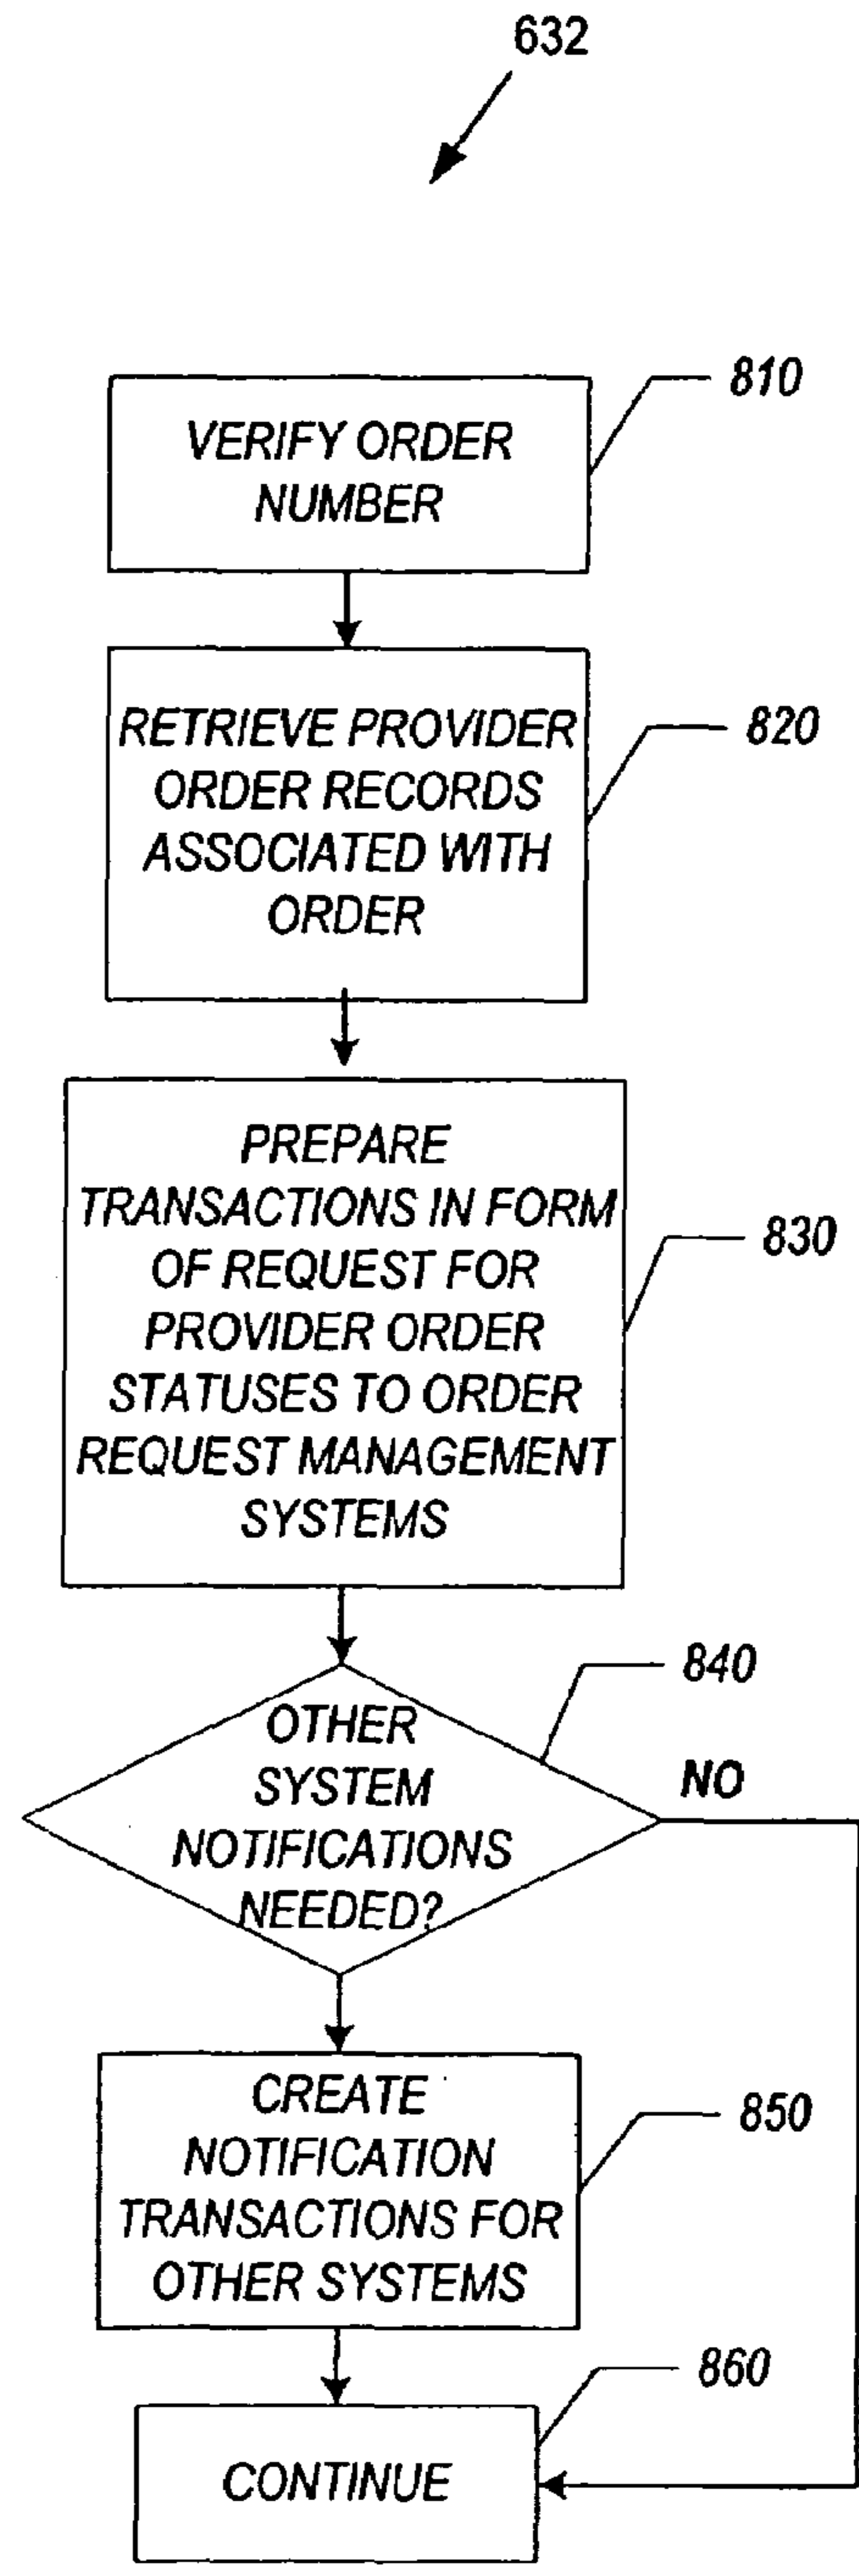 632
810
VERIFY ORDER
NUMBER
820
RETRIEVE PROVIDER
ORDER RECORDS
ASSOCIATED WITH
ORDER
830
PREPARE
TRANSACTIONS IN FORM
OF REQUEST FOR
PROVIDER ORDER
STATUSES TO ORDER
REQUEST MANAGEMENT
SYSTEMS
840
OTHER
SYSTEM
NOTIFICATIONS
NEEDED?
NO
850
CREATE
NOTIFICATION
TRANSACTIONS FOR
OTHER SYSTEMS
860
CONTINUE